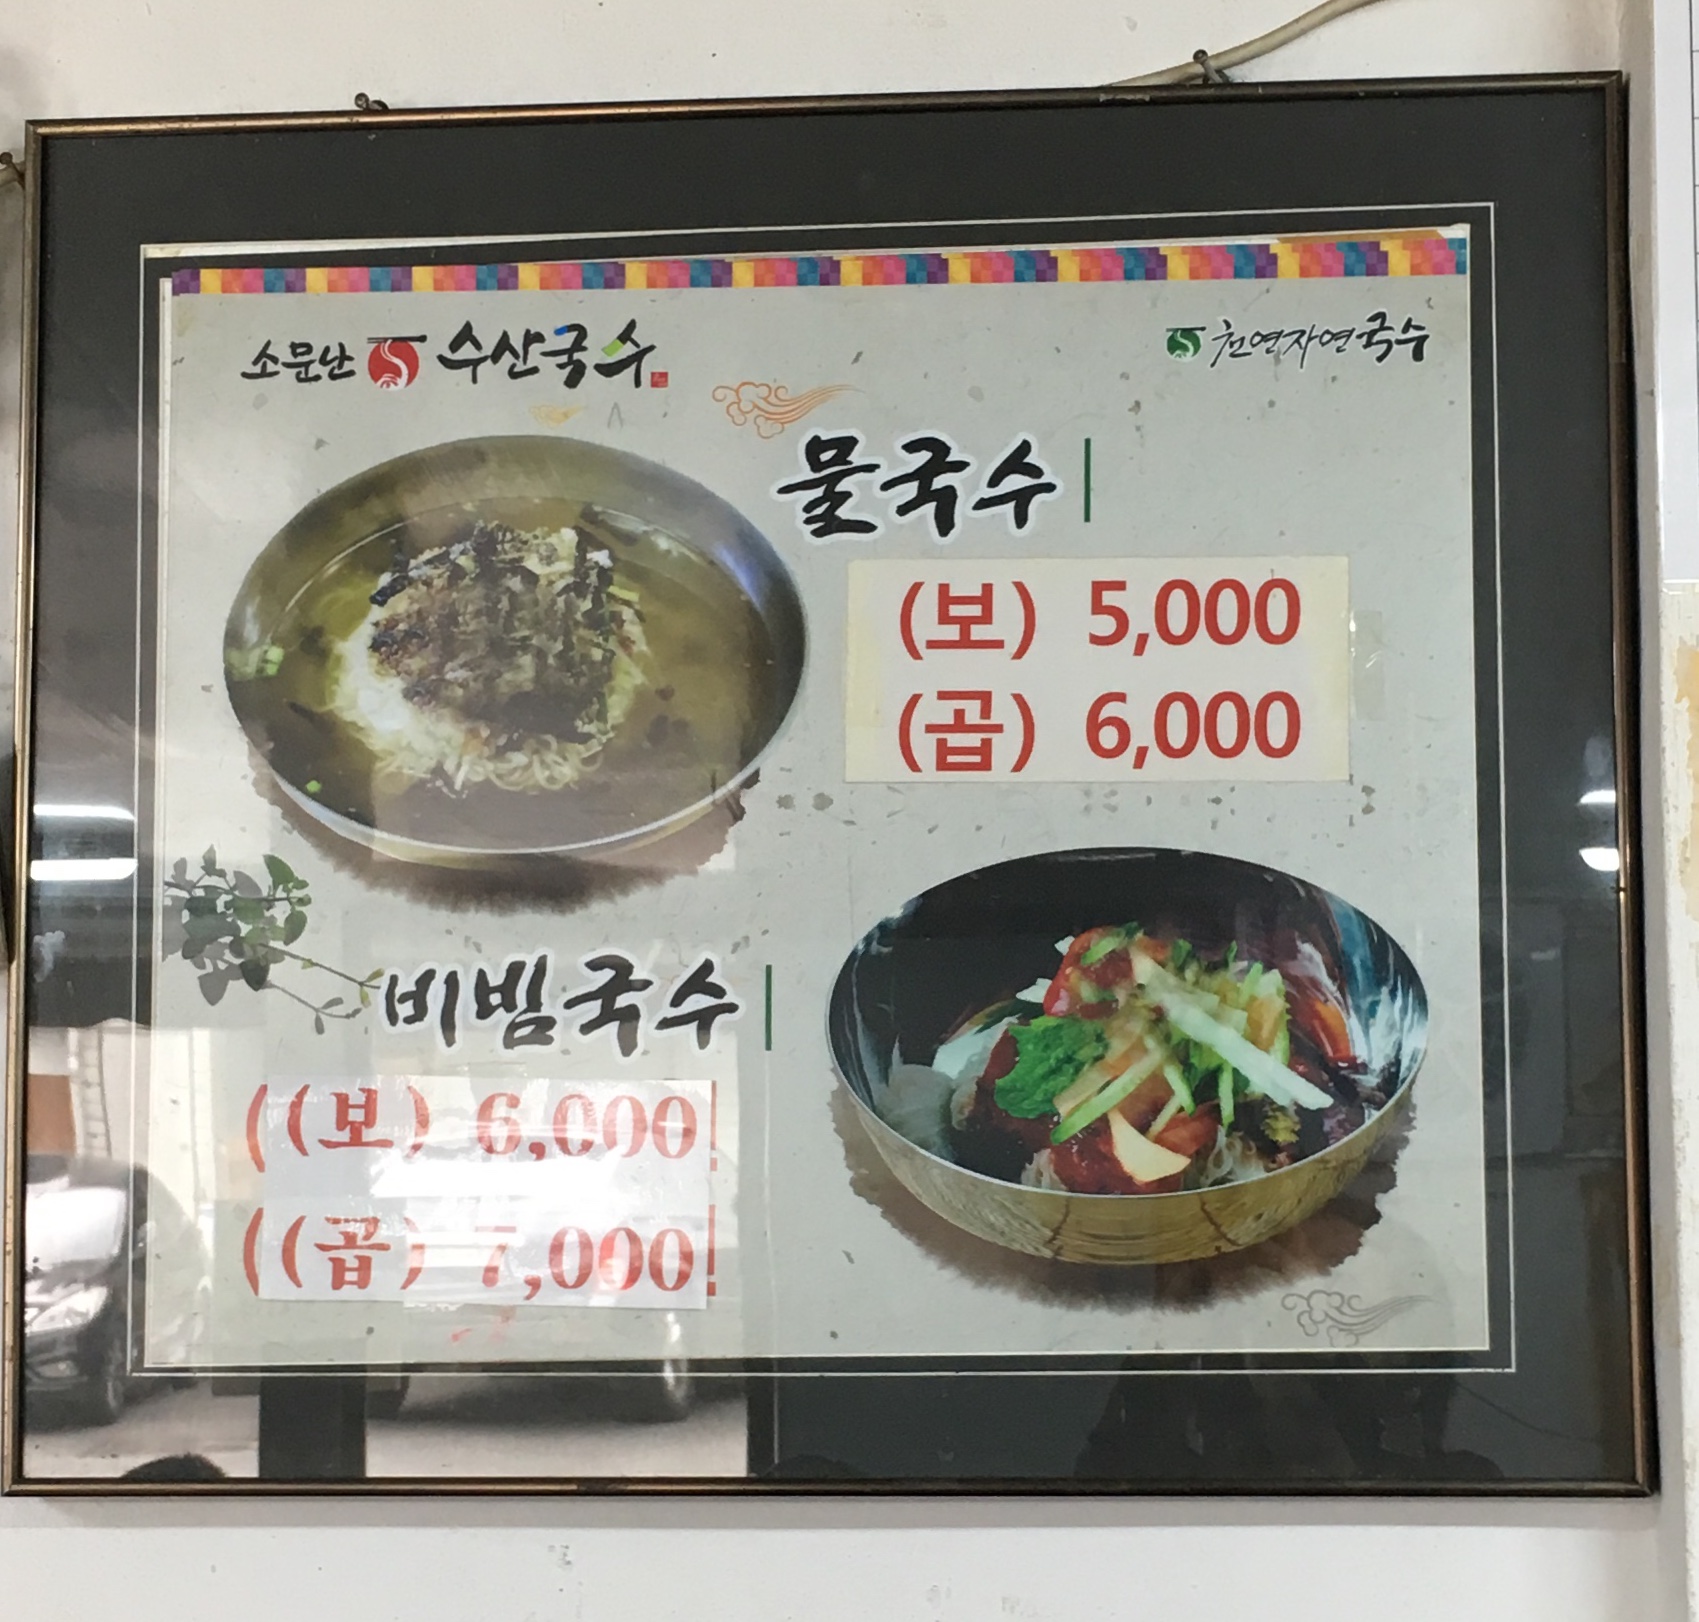 소문난 수산국수
천연자연국수
물국수
(보) 5,000
(곱) 6,000
비빔국수
((보) 6,000
((곱) 7,000